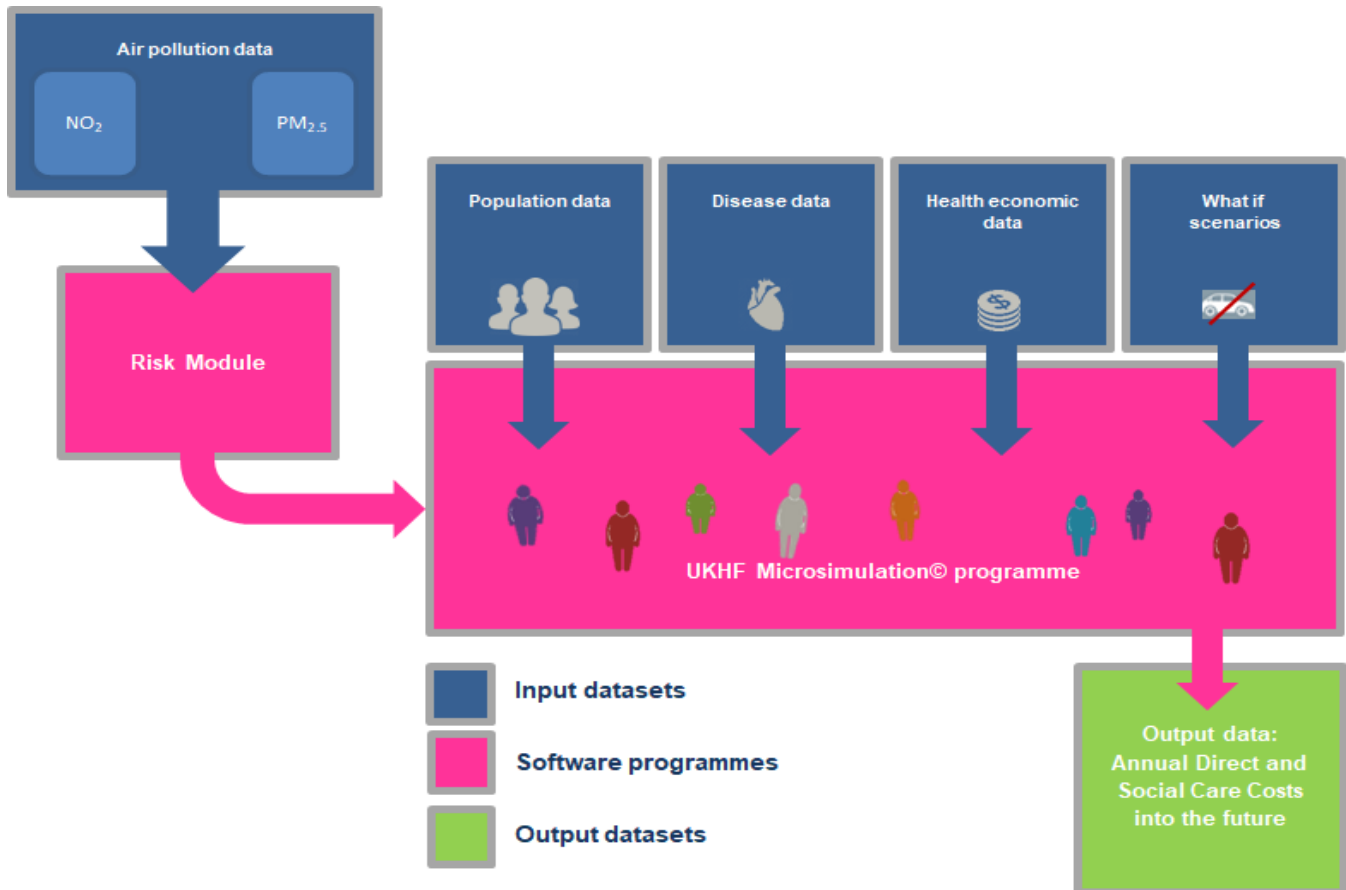 Air pollution data
NO₂
PM₂.₅
Population data
Disease data
Health economic
data
What if
scenarios
Risk Module
UKHF Microsimulation© programme
Input datasets
Software programmes
Output datasets
Output data:
Annual Direct and
Social Care Costs
into the future